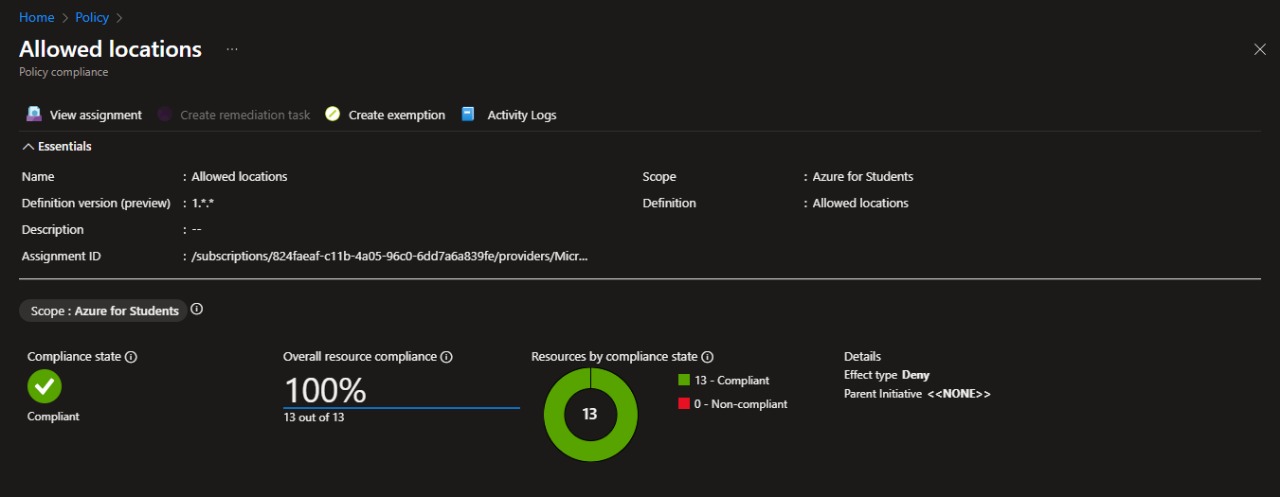 Home > Policy >
Allowed locations ...
Policy compliance
View assignment Create remediation task Create exemption Activity Logs
Essentials
Name : Allowed locations Scope : Azure for Students
Definition version (preview) : 1.*.* Definition : Allowed locations
Description : --
Assignment ID : /subscriptions/824faeaf-c11b-4a05-96c0-6dd7a6a839fe/providers/Micr...
Scope : Azure for Students
Compliance state Overall resource compliance Resources by compliance state Details
Effect type Deny
100% 13 - Compliant
Parent Initiative <<NONE>>
0 - Non-compliant
13
Compliant 13 out of 13